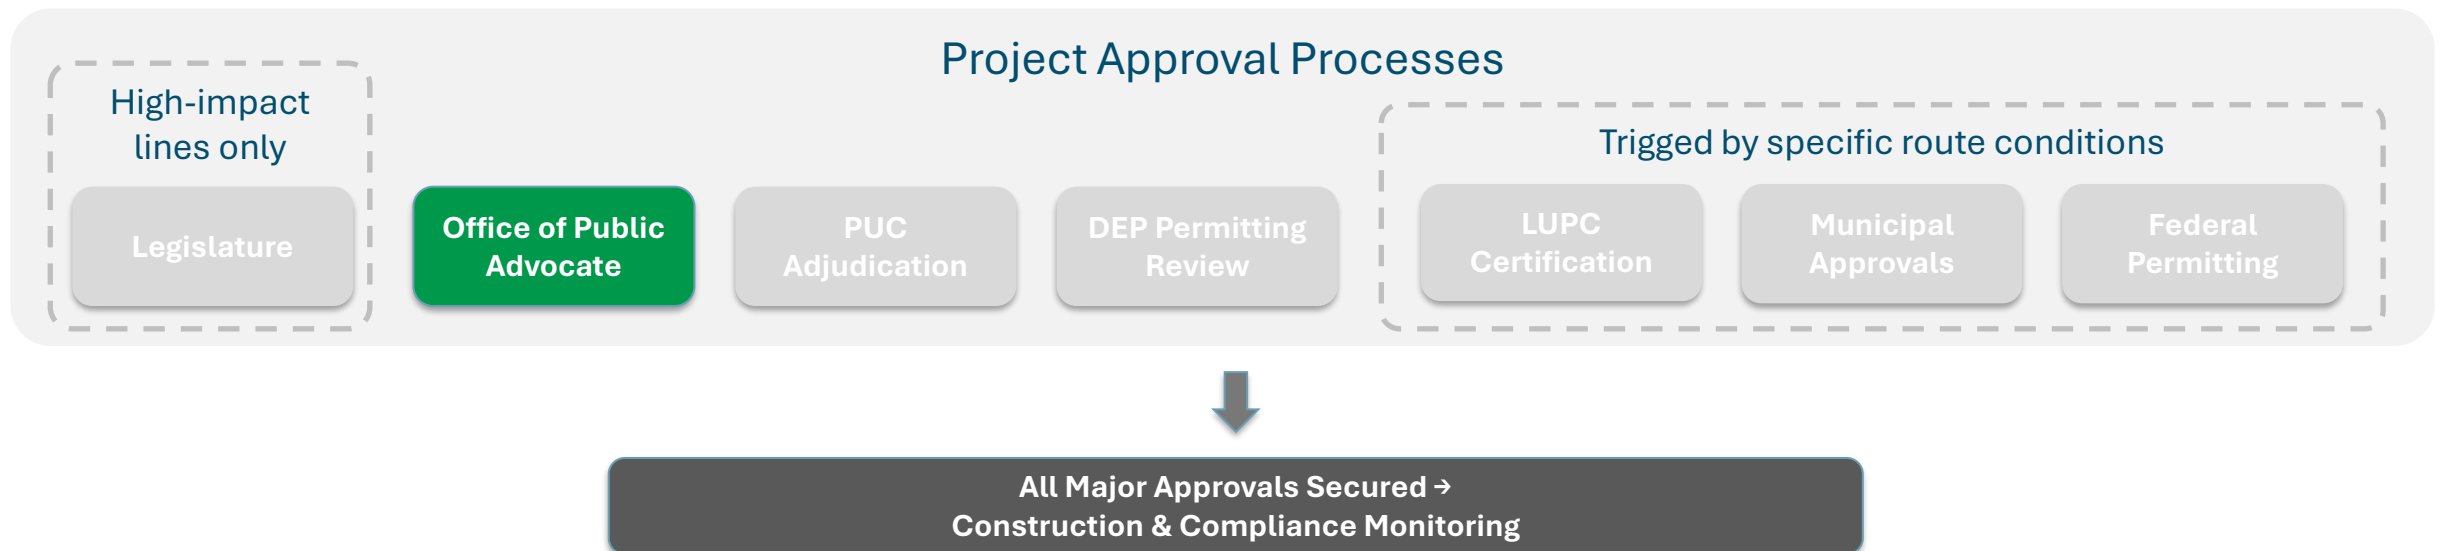 Project Approval Processes
High-impact
lines only
Legislature
Office of Public
Advocate
PUC
Adjudication
DEP Permitting
Review
Trigged by specific route conditions
LUPC
Certification
Municipal
Approvals
Federal
Permitting
All Major Approvals Secured →
Construction & Compliance Monitoring